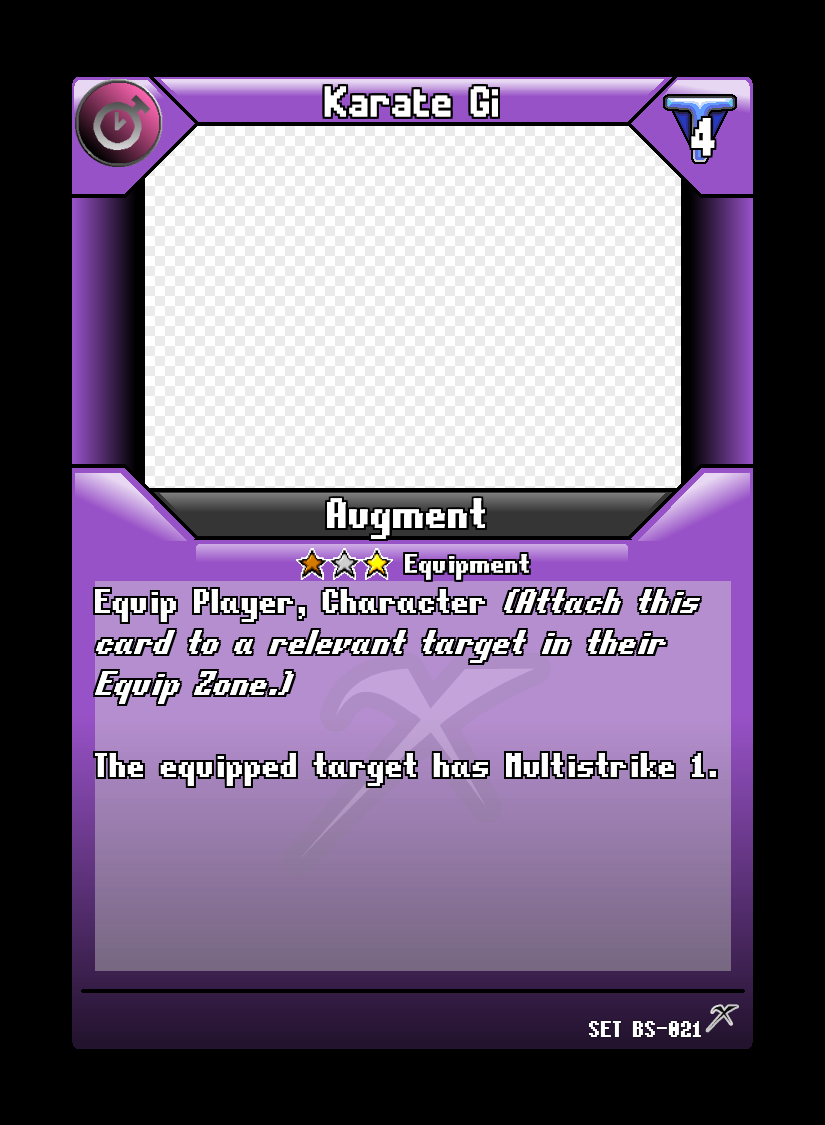 Karate Gi
4
Augment
Equipment
Equip Player, Character (Attach this
card to a relevant target in their
Equip Zone.)
The equipped target has Multistrike 1.
SET BS-021